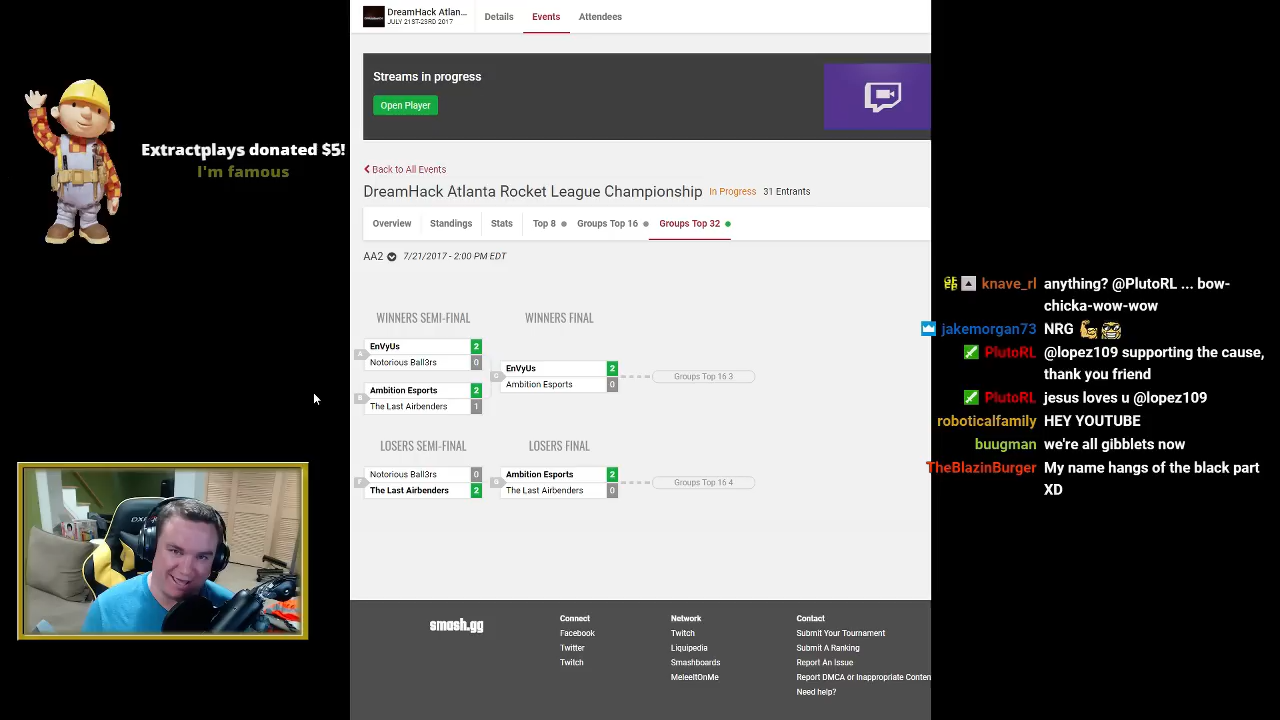 DreamHack Atlan...
JULY 21ST-23RD 2017
Details
Events
Attendees
Streams in progress
Open Player
Extractplays donated $5!
I'm famous
Back to All Events
DreamHack Atlanta Rocket League Championship In Progress 31 Entrants
Overview
Standings
Stats
Top 8
Groups Top 16
Groups Top 32
AA2 7/21/2017 - 2:00 PM EDT
WINNERS SEMI-FINAL
WINNERS FINAL
A
EnVyUs 2
Notorious Ball3rs 0
B
Ambition Esports 2
The Last Airbenders 1
C
EnVyUs 2
Ambition Esports 0
Groups Top 16 3
LOSERS SEMI-FINAL
LOSERS FINAL
F
Notorious Ball3rs 0
The Last Airbenders 2
Ambition Esports 2
The Last Airbenders 0
Groups Top 16 4
knave_rl anything? @PlutoRL ... bow-
chicka-wow-wow
jakemorgan73 NRG
PlutoRL @lopez109 supporting the cause,
thank you friend
PlutoRL jesus loves u @lopez109
roboticalfamily HEY YOUTUBE
buugman we're all gibblets now
TheBlazinBurger My name hangs of the black part
XD
smash.gg
Connect
Facebook
Twitter
Twitch
Network
Twitch
Liquipedia
Smashboards
MeleeItOnMe
Contact
Submit Your Tournament
Submit A Ranking
Report An Issue
Report DMCA or Inappropriate Conten
Need help?